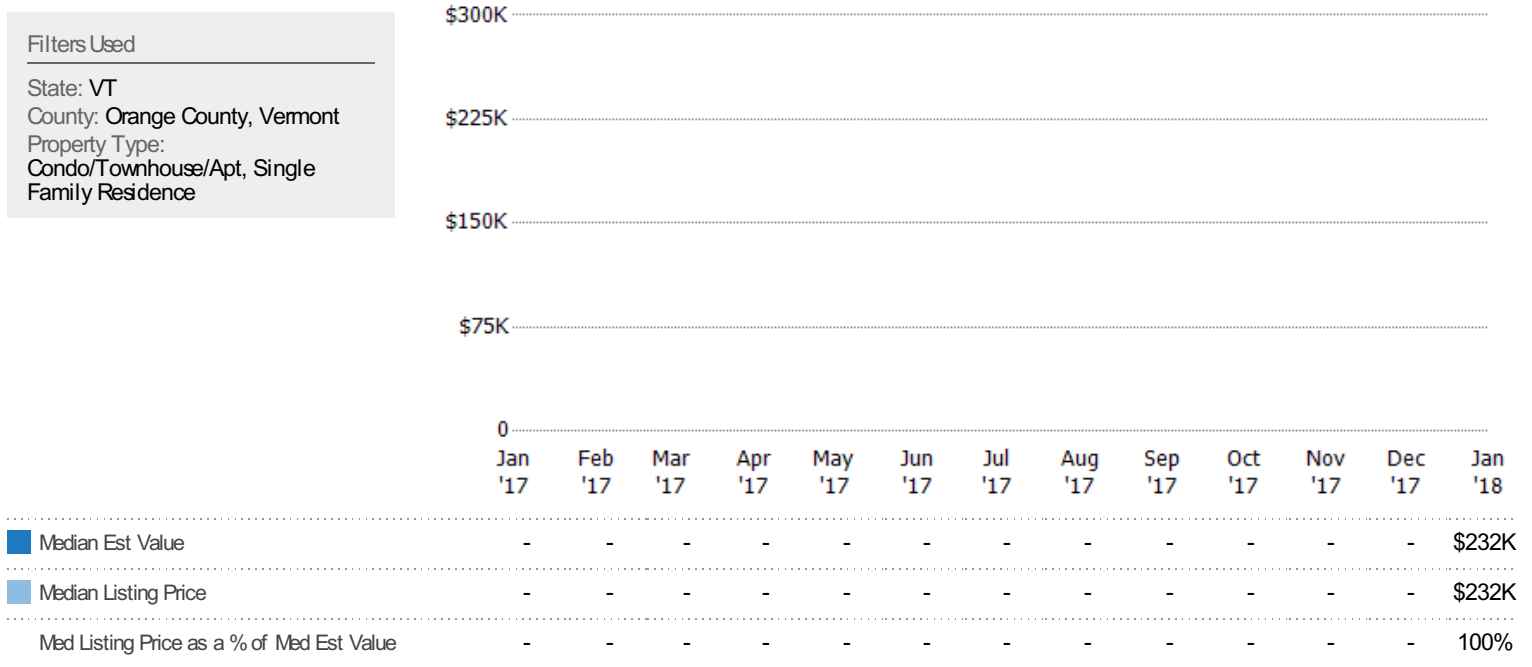 Filters Used
State: VT
County: Orange County, Vermont
Property Type:
Condo/Townhouse/Apt, Single
Family Residence
$300K
$225K
$150K
$75K
0
Jan Feb Mar Apr May Jun Jul Aug Sep Oct Nov Dec Jan
'17 '17 '17 '17 '17 '17 '17 '17 '17 '17 '17 '17 '18
Median Est Value - - - - - - - - - - - - $232K
Median Listing Price - - - - - - - - - - - - $232K
Med Listing Price as a % of Med Est Value - - - - - - - - - - - - 100%